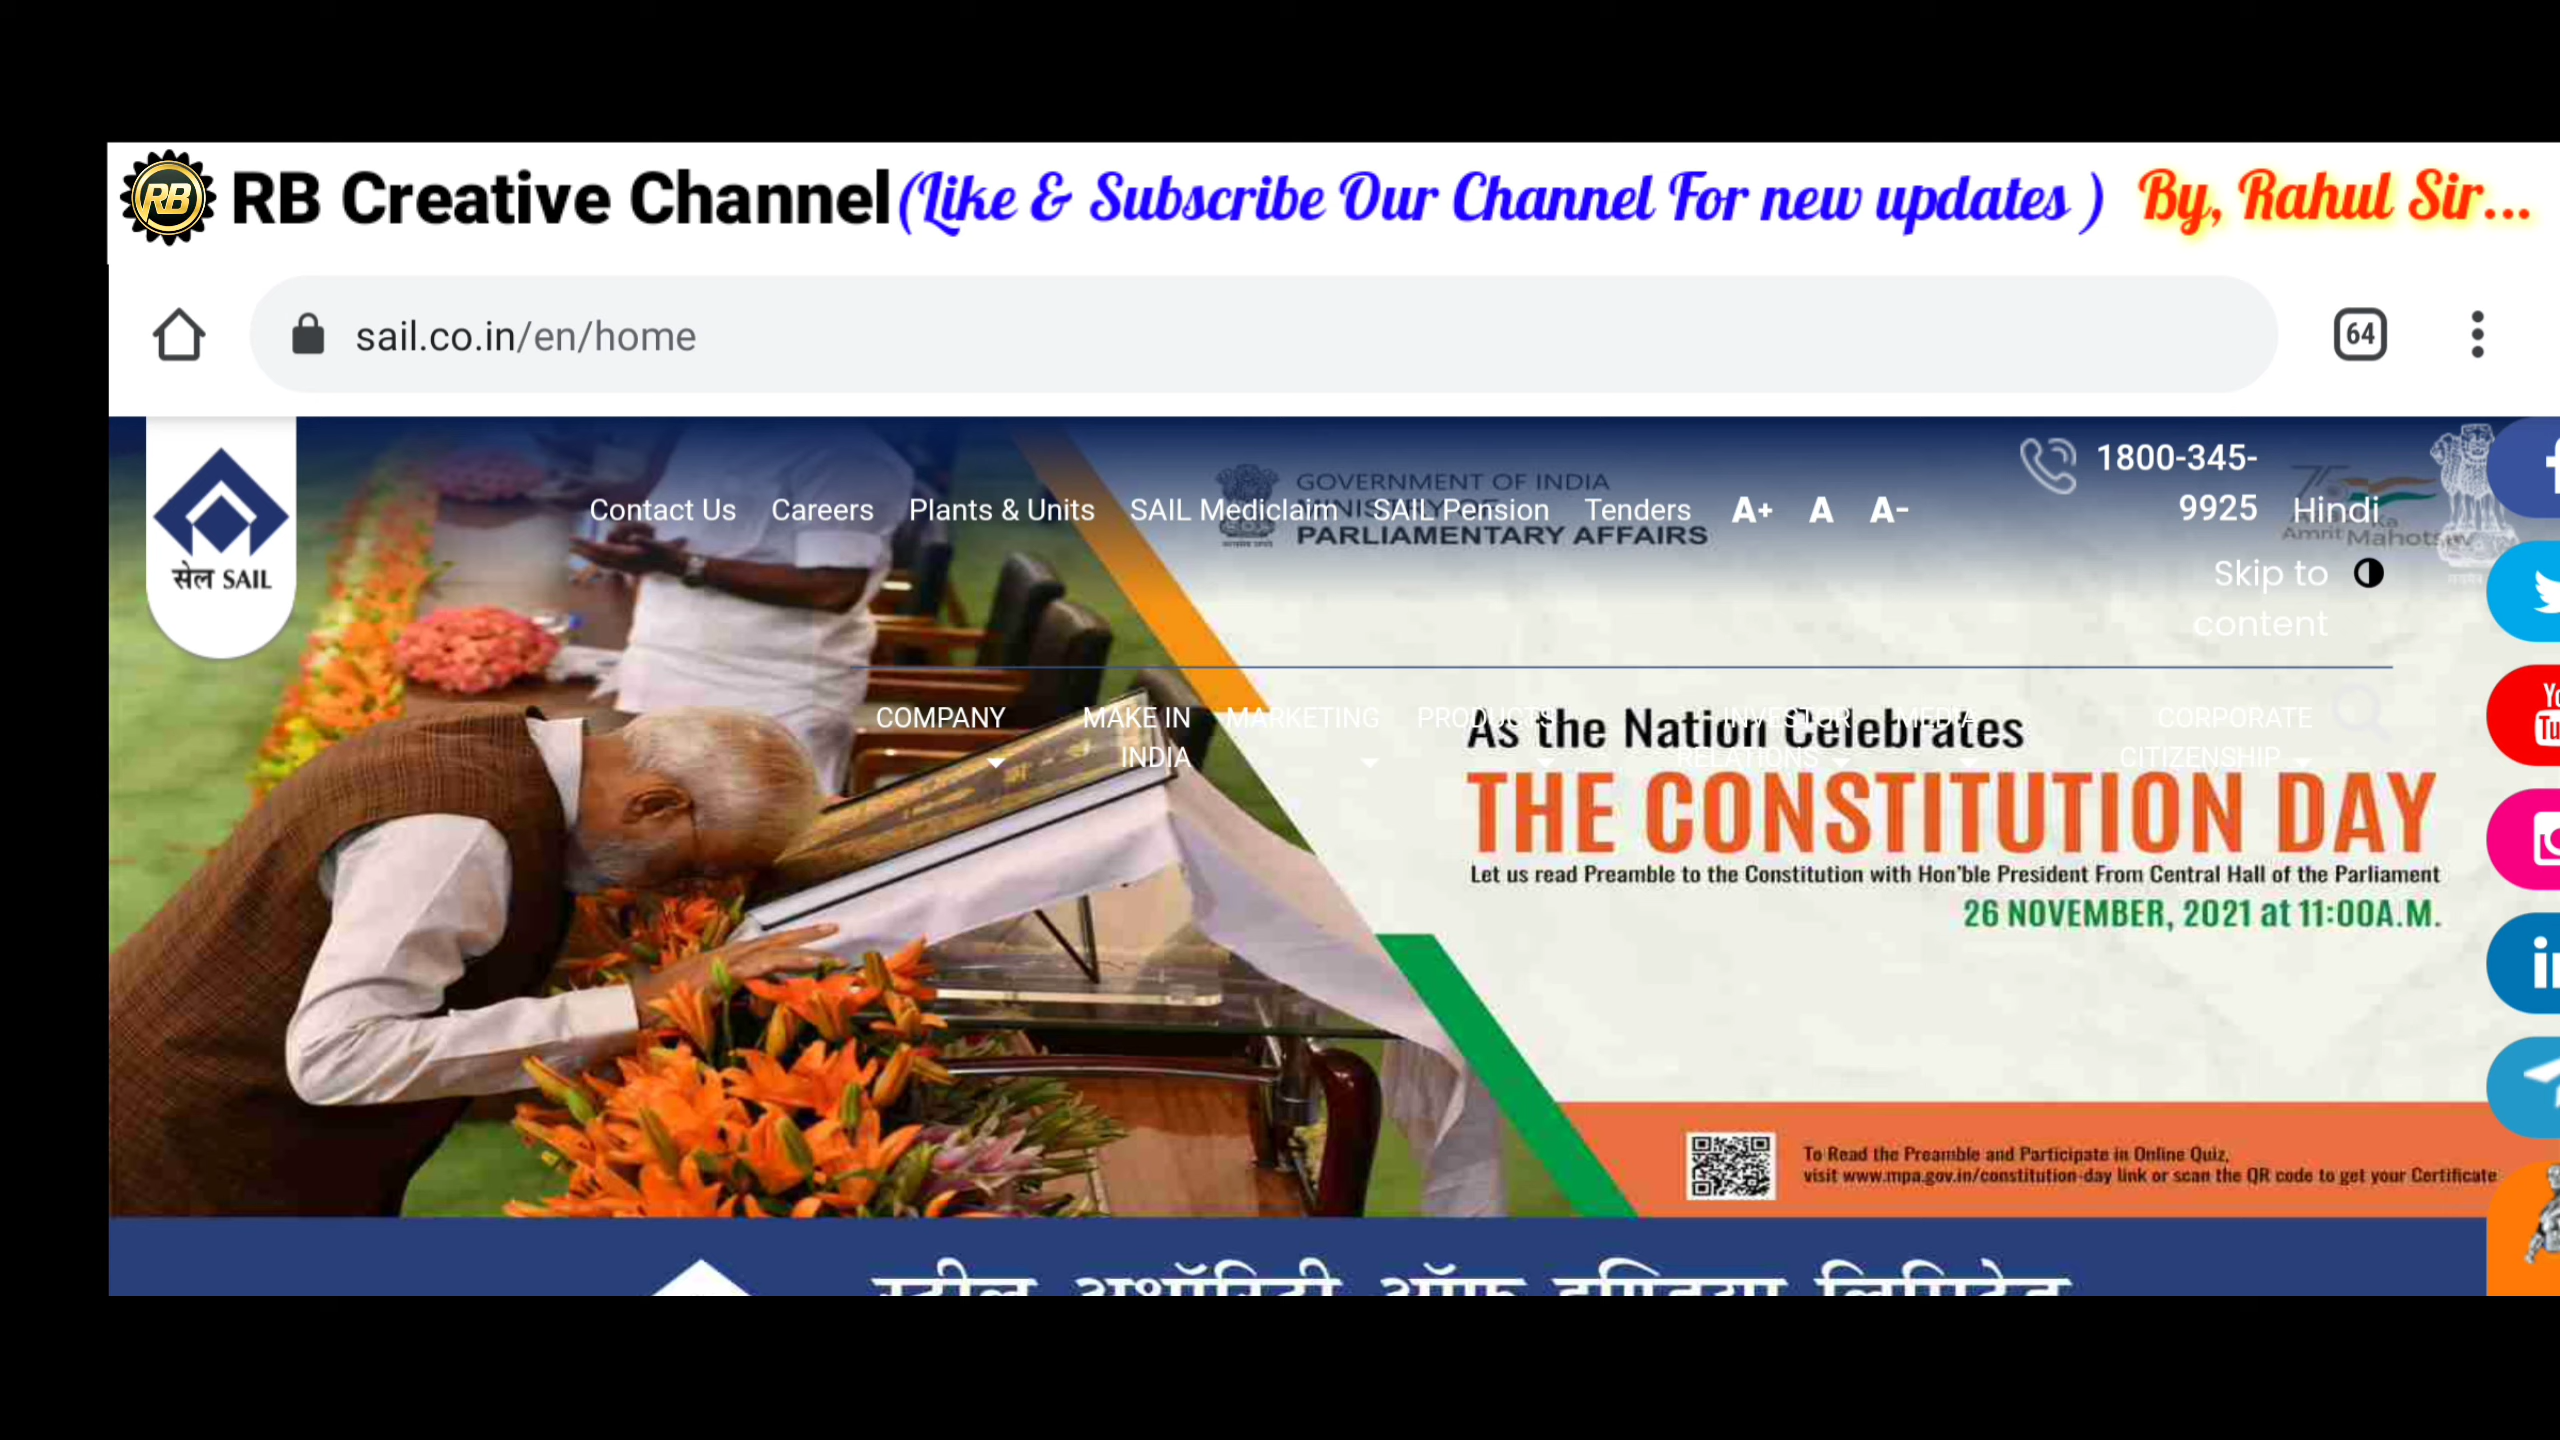 RB RB Creative Channel (Like & Subscribe Our Channel For new updates ) By, Rahul Sir...
sail.co.in/en/home
64
सेल SAIL
Contact Us Careers Plants & Units SAIL Mediclaim SAIL Pension Tenders A+ A A-
1800-345-
9925
Hindi
Skip to
content
GOVERNMENT OF INDIA
MINISTRY OF
PARLIAMENTARY AFFAIRS
Amrit Mahotsav
COMPANY
MAKE IN
INDIA
MARKETING
PRODUCTS
INVESTOR
RELATIONS
MEDIA
CORPORATE
CITIZENSHIP
As the Nation Celebrates
THE CONSTITUTION DAY
Let us read Preamble to the Constitution with Hon'ble President From Central Hall of the Parliament
26 NOVEMBER, 2021 at 11:00A.M.
To Read the Preamble and Participate in Online Quiz,
visit www.mpa.gov.in/constitution-day link or scan the QR code to get your Certificate